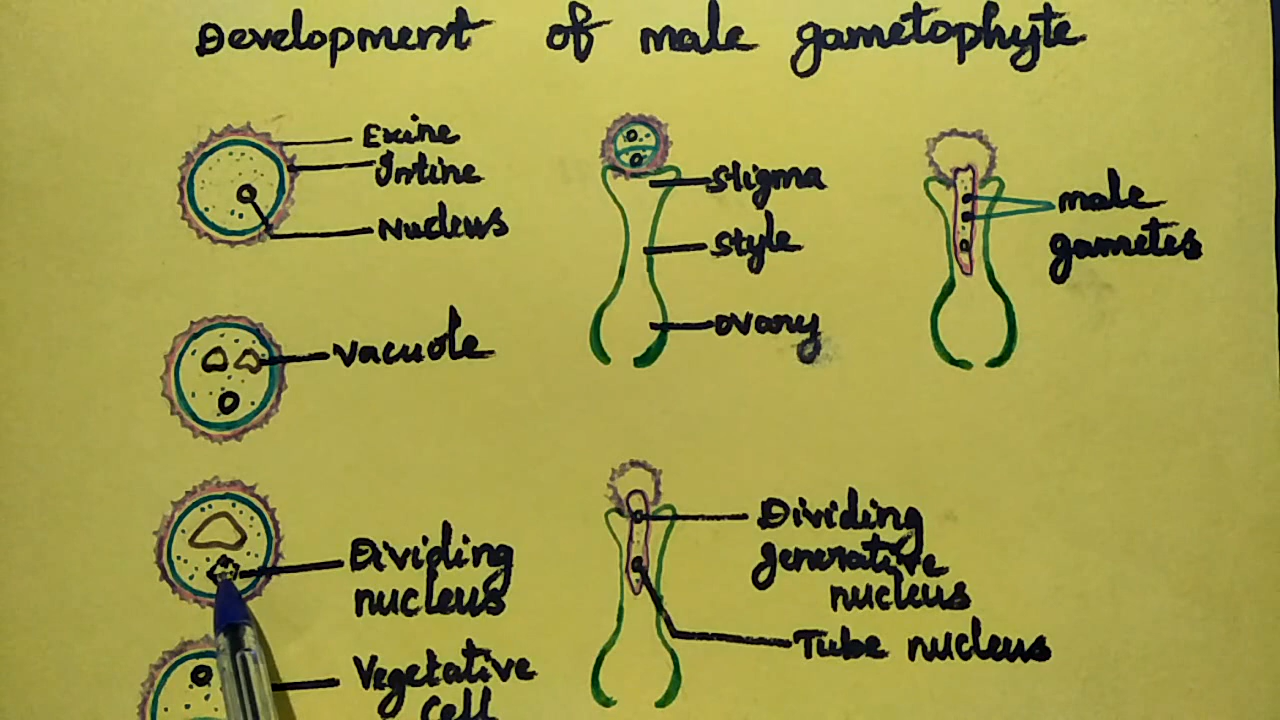 Development of male gametophyte
Exine
Intine
Nucleus
Vacuole
Dividing
nucleus
Vegetative
cell
Stigma
Style
Ovary
Dividing
generative
nucleus
Tube nucleus
male
gametes